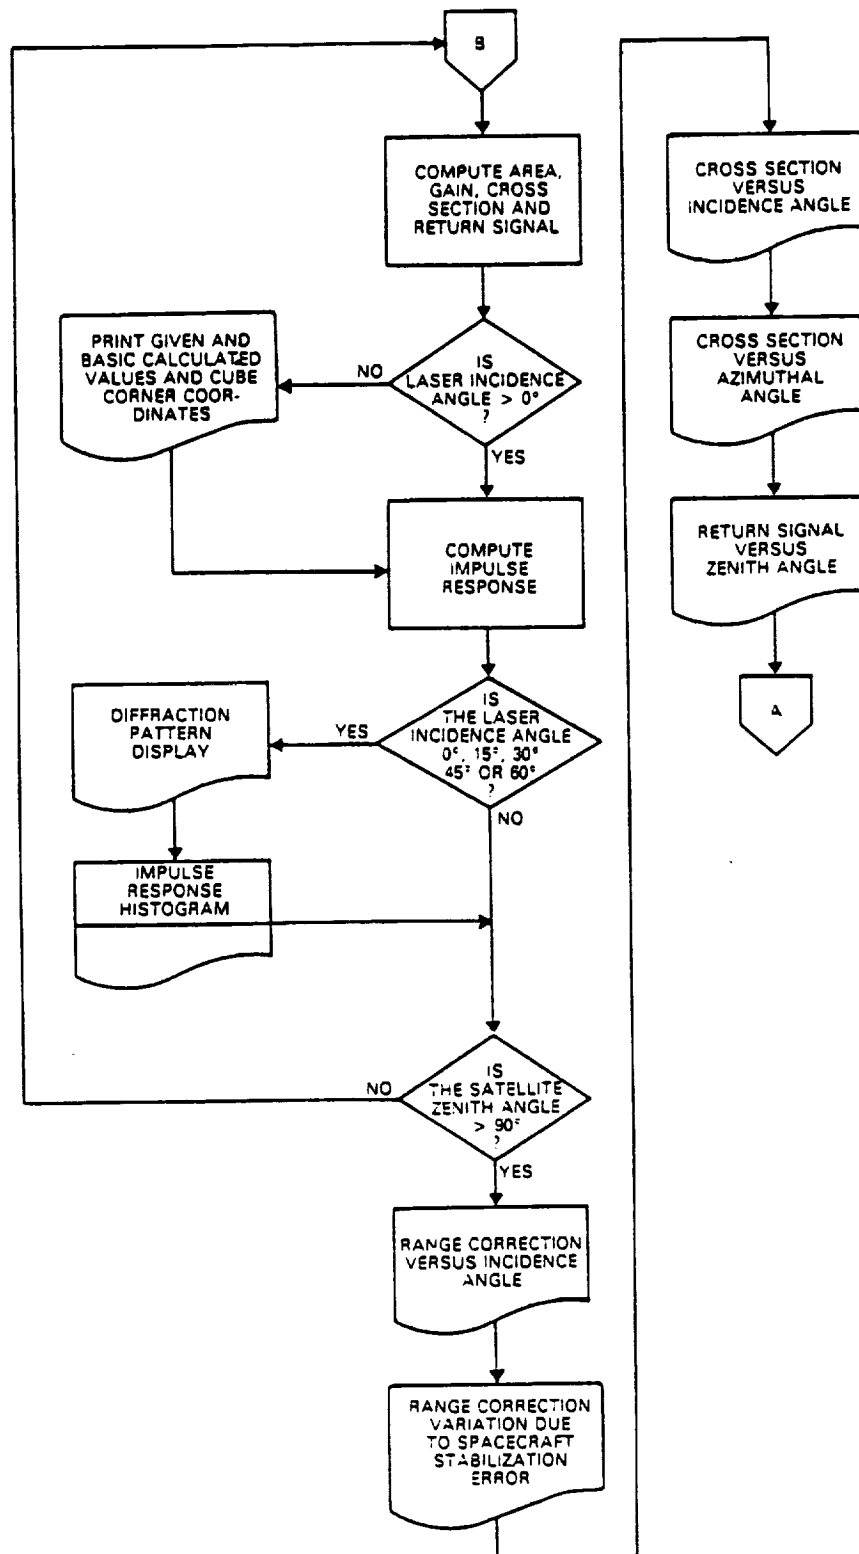 B
COMPUTE AREA,
GAIN, CROSS
SECTION AND
RETURN SIGNAL
PRINT GIVEN AND
BASIC CALCULATED
VALUES AND CUBE
CORNER COOR-
DINATES
NO
IS
LASER INCIDENCE
ANGLE > 0°
?
YES
COMPUTE
IMPULSE
RESPONSE
DIFFRACTION
PATTERN
DISPLAY
YES
IS
THE LASER
INCIDENCE ANGLE
0°, 15°, 30°
45° OR 60°
?
NO
IMPULSE
RESPONSE
HISTOGRAM
NO
IS
THE SATELLITE
ZENITH ANGLE
> 90°
?
YES
RANGE CORRECTION
VERSUS INCIDENCE
ANGLE
RANGE CORRECTION
VARIATION DUE
TO SPACECRAFT
STABILIZATION
ERROR
CROSS SECTION
VERSUS
INCIDENCE ANGLE
CROSS SECTION
VERSUS
AZIMUTHAL
ANGLE
RETURN SIGNAL
VERSUS
ZENITH ANGLE
A